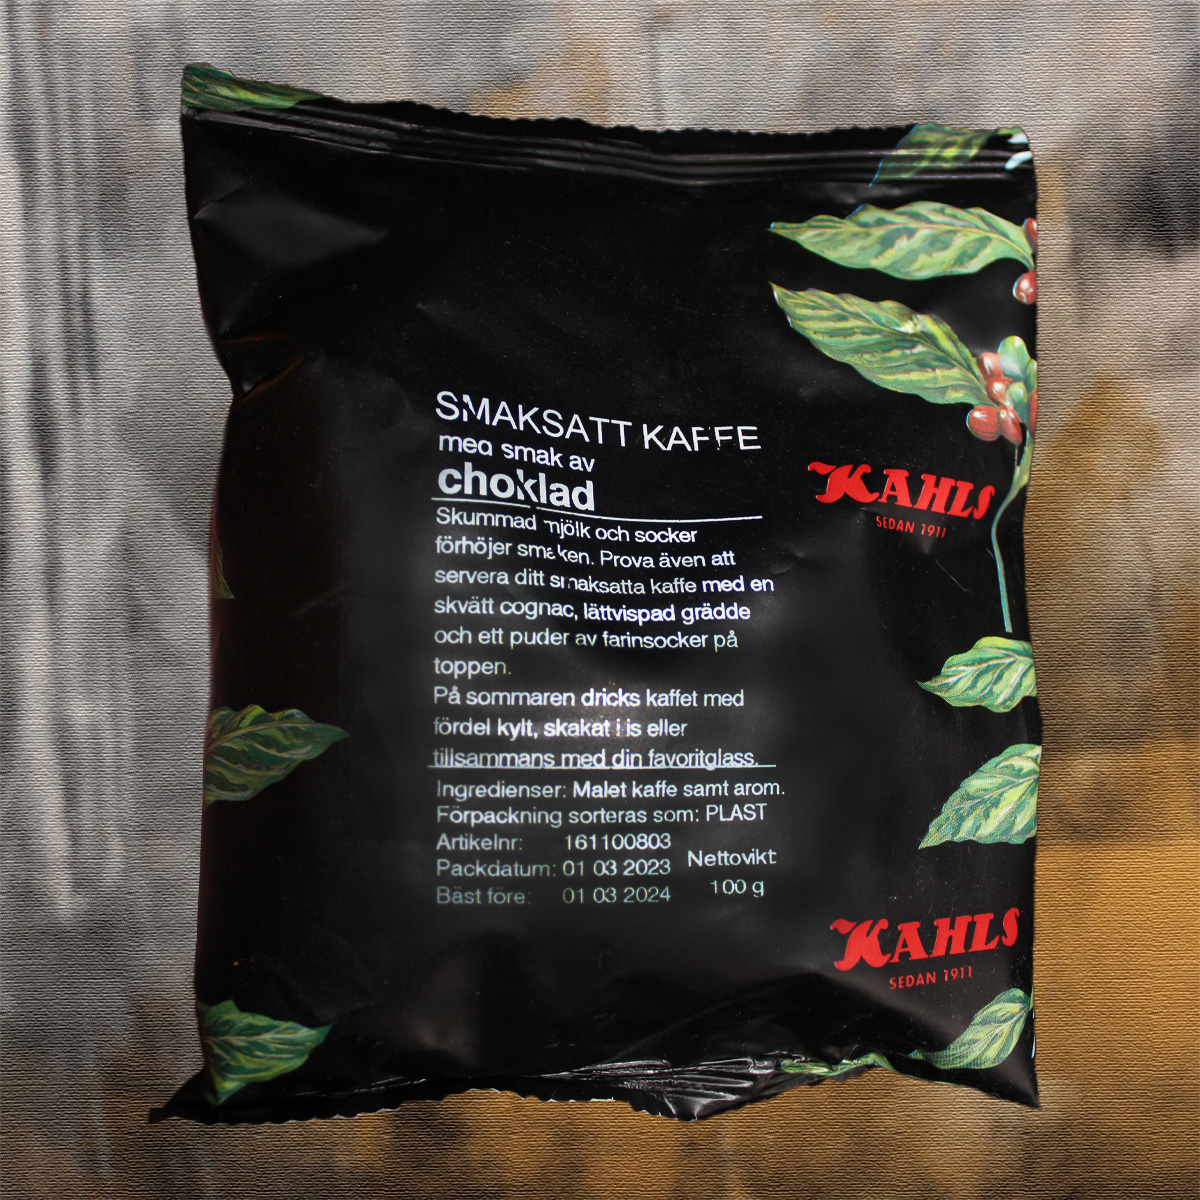 SMAKSATT KAFFE
med smak av
choklad
Skummad mjölk och socker
förhöjer smaken. Prova även att
servera ditt smaksatta kaffe med en
skvätt cognac, lättvispad grädde
och ett puder av farinsocker på
toppen.
På sommaren dricks kaffet med
fördel kylt, skakat i is eller
tillsammans med din favoritglass.
Ingredienser: Malet kaffe samt arom.
Förpackning sorteras som: PLAST
Artikelnr: 161100803
Packdatum: 01 03 2023
Bäst före: 01 03 2024
Nettovikt
100 g
KAHLS
SEDAN 1911
KAHLS
SEDAN 1911